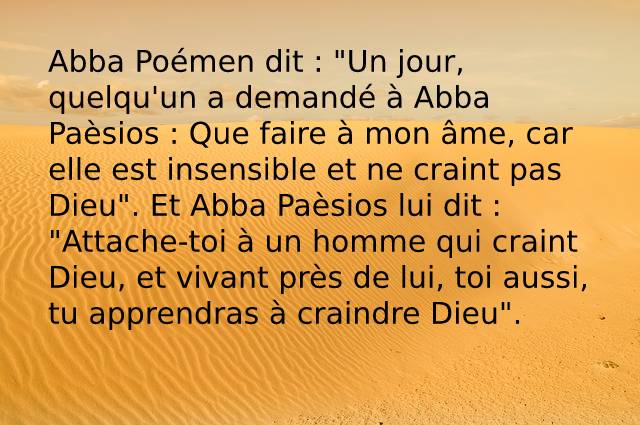 Abba Poémen dit : "Un jour,
quelqu'un a demandé à Abba
Paèsios : Que faire à mon âme, car
elle est insensible et ne craint pas
Dieu". Et Abba Paèsios lui dit :
"Attache-toi à un homme qui craint
Dieu, et vivant près de lui, toi aussi,
tu apprendras à craindre Dieu".